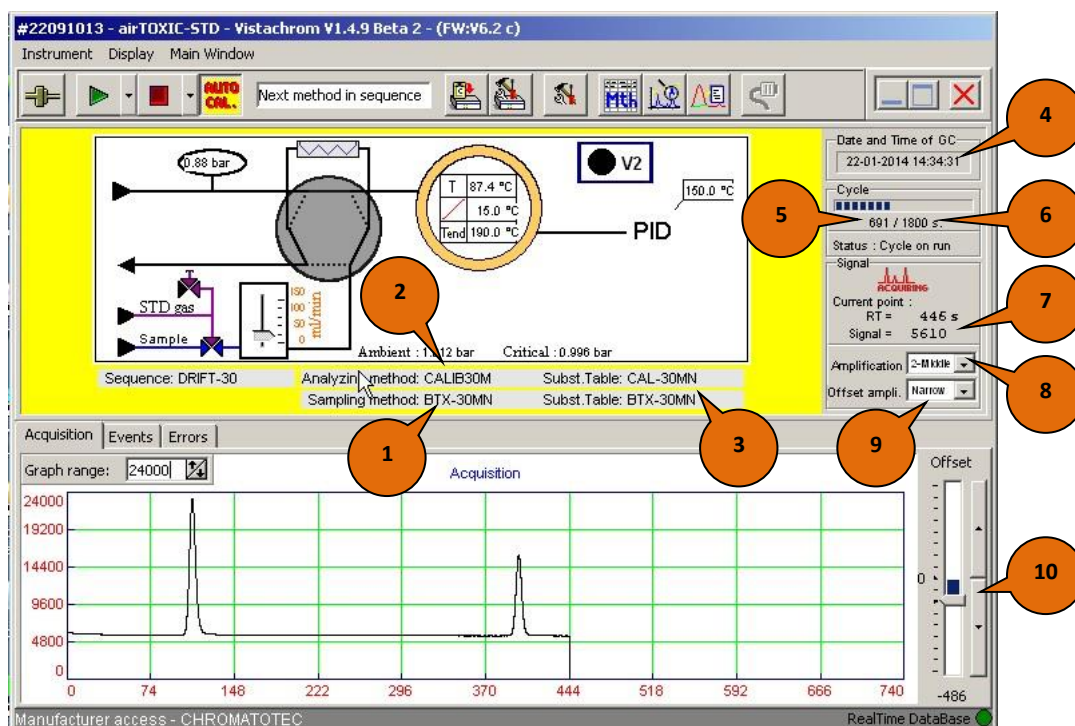 #22091013 - airTOXIC-STD - Vistachrom V1.4.9 Beta 2 - (FW:V6.2 c)
Instrument Display Main Window
AUTO CAL.
Next method in sequence
Mth
4
Date and Time of GC
22-01-2014 14:34:31
0.88 bar
V2
T 87.4 °C
15.0 °C
Tend 190.0 °C
150.0 °C
PID
Cycle
5
6
691 / 1800 s.
Status : Cycle on run
Signal
ACQUIRING
Current point :
RT = 446 s
Signal = 5610
7
2
STD gas
Sample
150
100
50
0
ml/min
Ambient : 1.012 bar Critical : 0.996 bar
Amplification 2-Middle
8
Offset ampli. Narrow
9
Sequence: DRIFT-30 Analyzing method: CALIB30M Subst.Table: CAL-30MN
Sampling method: BTX-30MN Subst.Table: BTX-30MN
1
3
Acquisition Events Errors
Graph range: 24000
Acquisition
Offset
24000
19200
14400
9600
4800
0
0 74 148 222 296 370 444 518 592 666 740
0
10
-486
Manufacturer access - CHROMATOTEC
RealTime DataBase